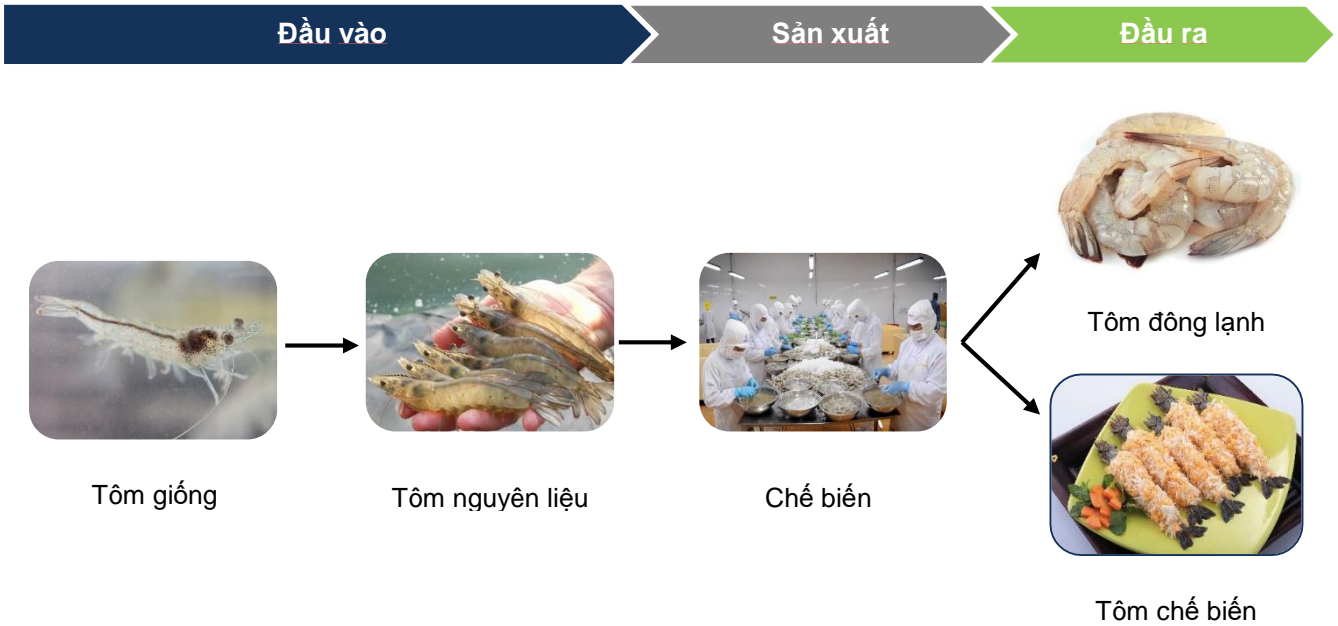 Đầu vào
Sản xuất
Đầu ra
Tôm giống
Tôm nguyên liệu
Chế biến
Tôm đông lạnh
Tôm chế biến